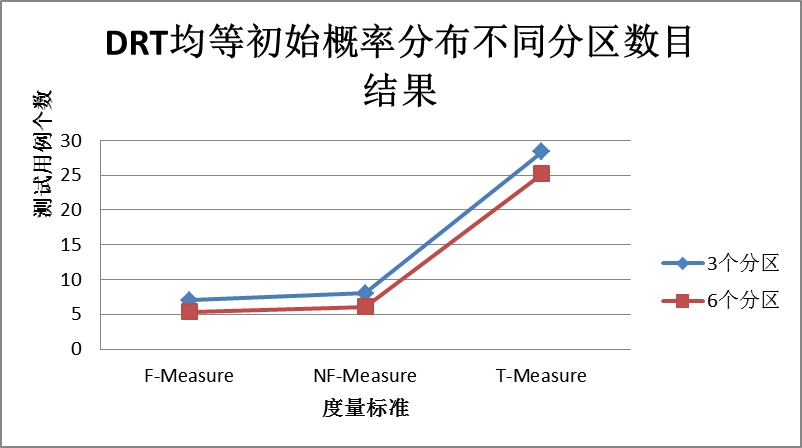 DRT均等初始概率分布不同分区数目
结果
测试用例个数
30
25
20
15
10
5
0
F-Measure
NF-Measure
T-Measure
度量标准
3个分区
6个分区